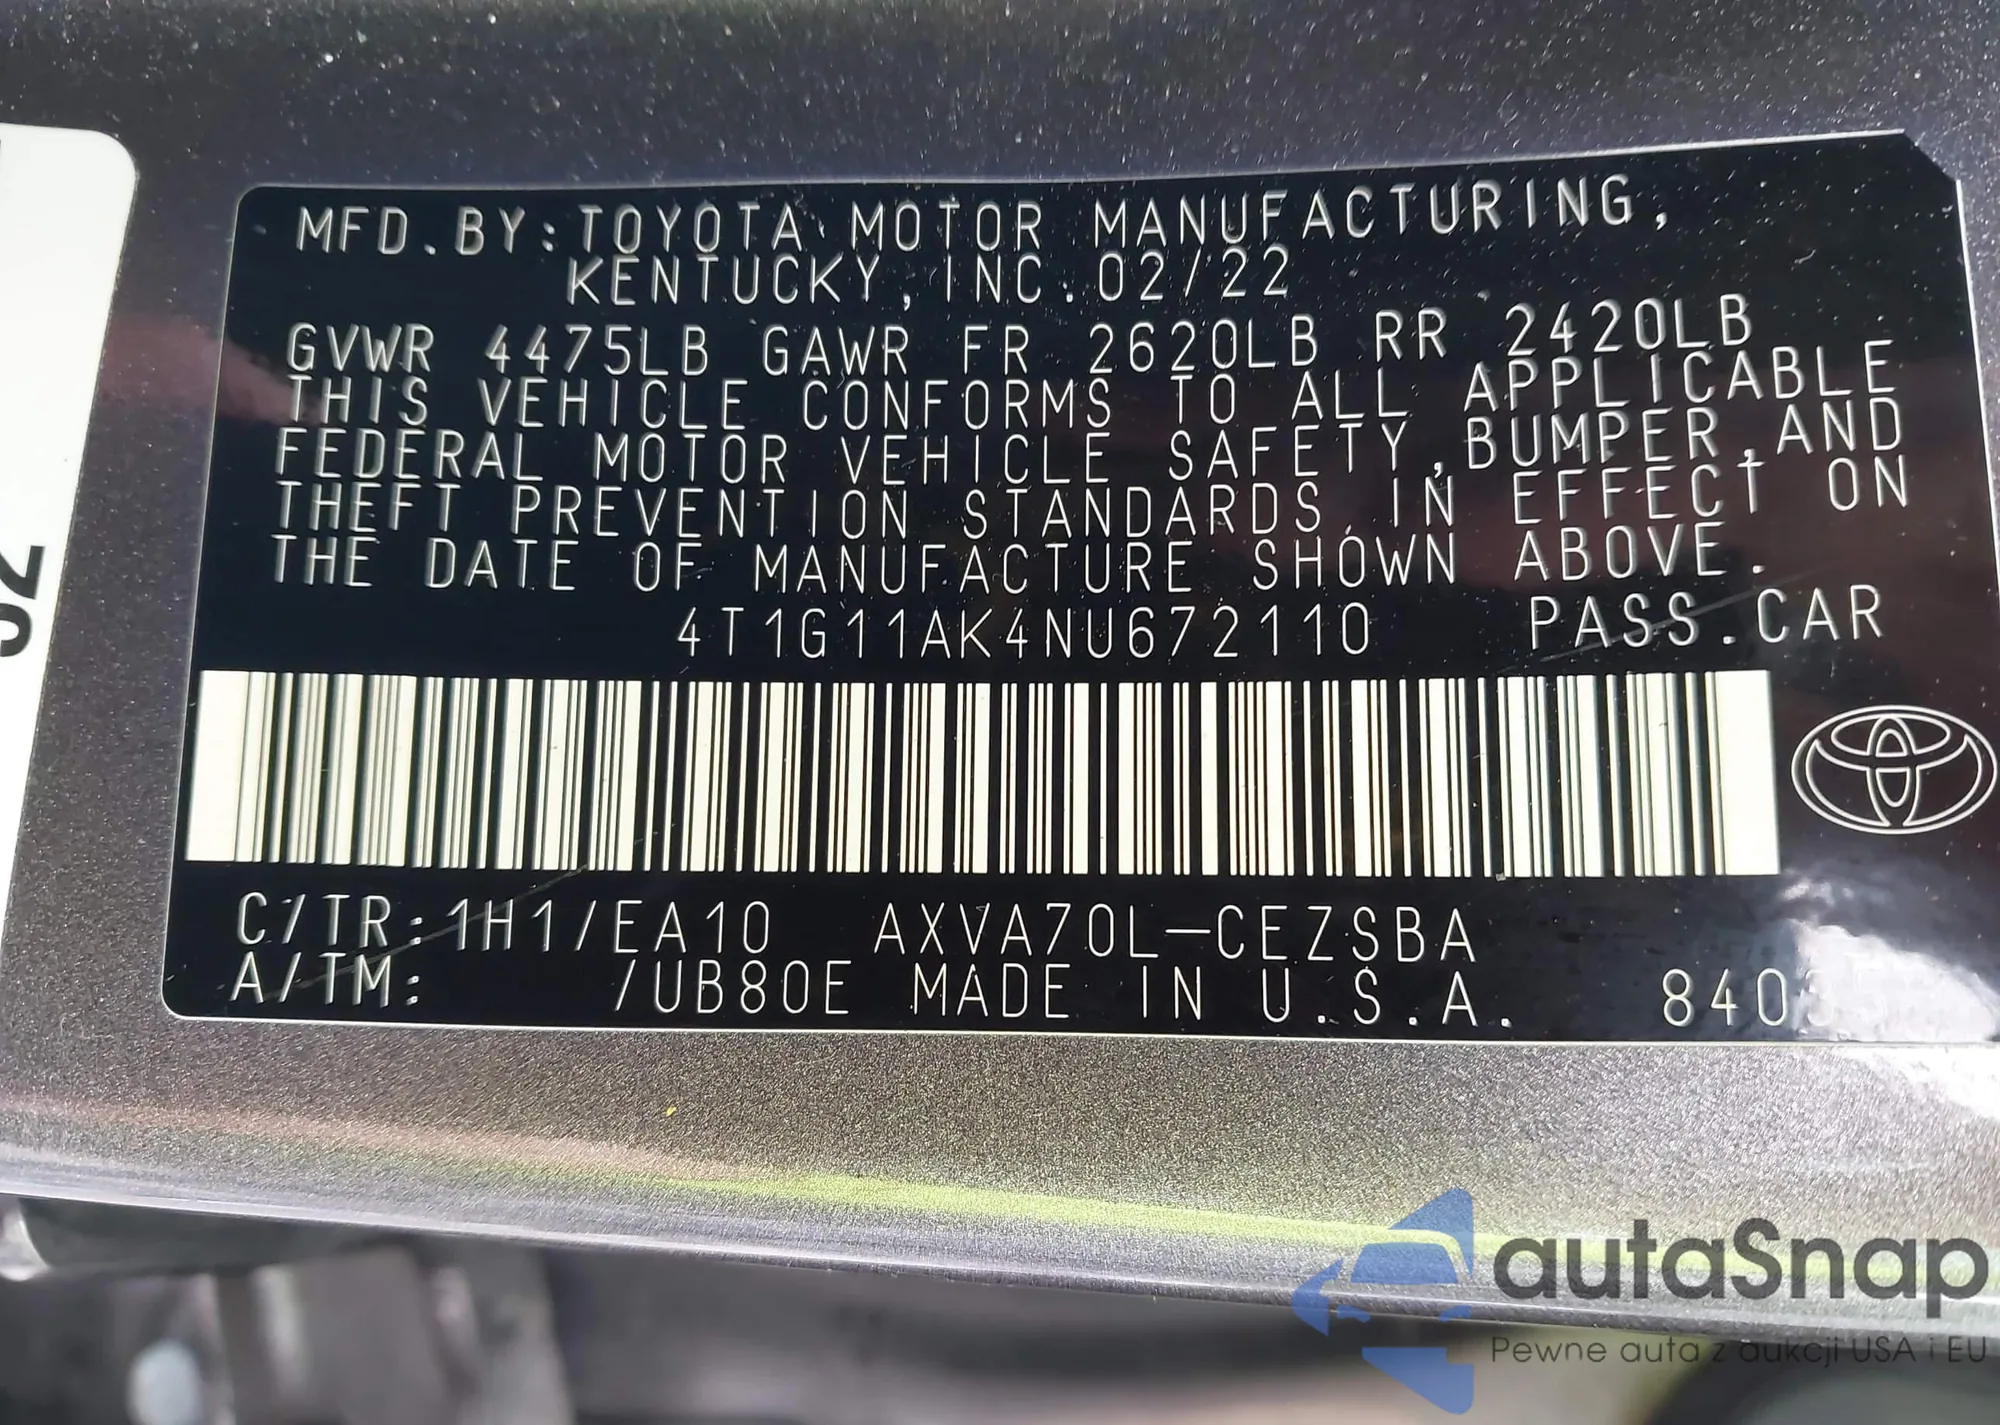 MFD.BY:TOYOTA MOTOR MANUFACTURING,
KENTUCKY, INC. 02/22
GVWR 4475LB GAWR FR 2620LB RR 2420LB
THIS VEHICLE CONFORMS TO ALL APPLICABLE
FEDERAL MOTOR VEHICLE SAFETY,BUMPER,AND
THEFT PREVENTION STANDARDS IN EFFECT ON
THE DATE OF MANUFACTURE SHOWN ABOVE.
4T1G11AK4NU672110 PASS.CAR
C/TR:1H1/EA10 AXVA70L-CEZSBA
A/TM: /UB80E MADE IN U.S.A.
autaSnap
Pewne auta z aukcji USA i EU